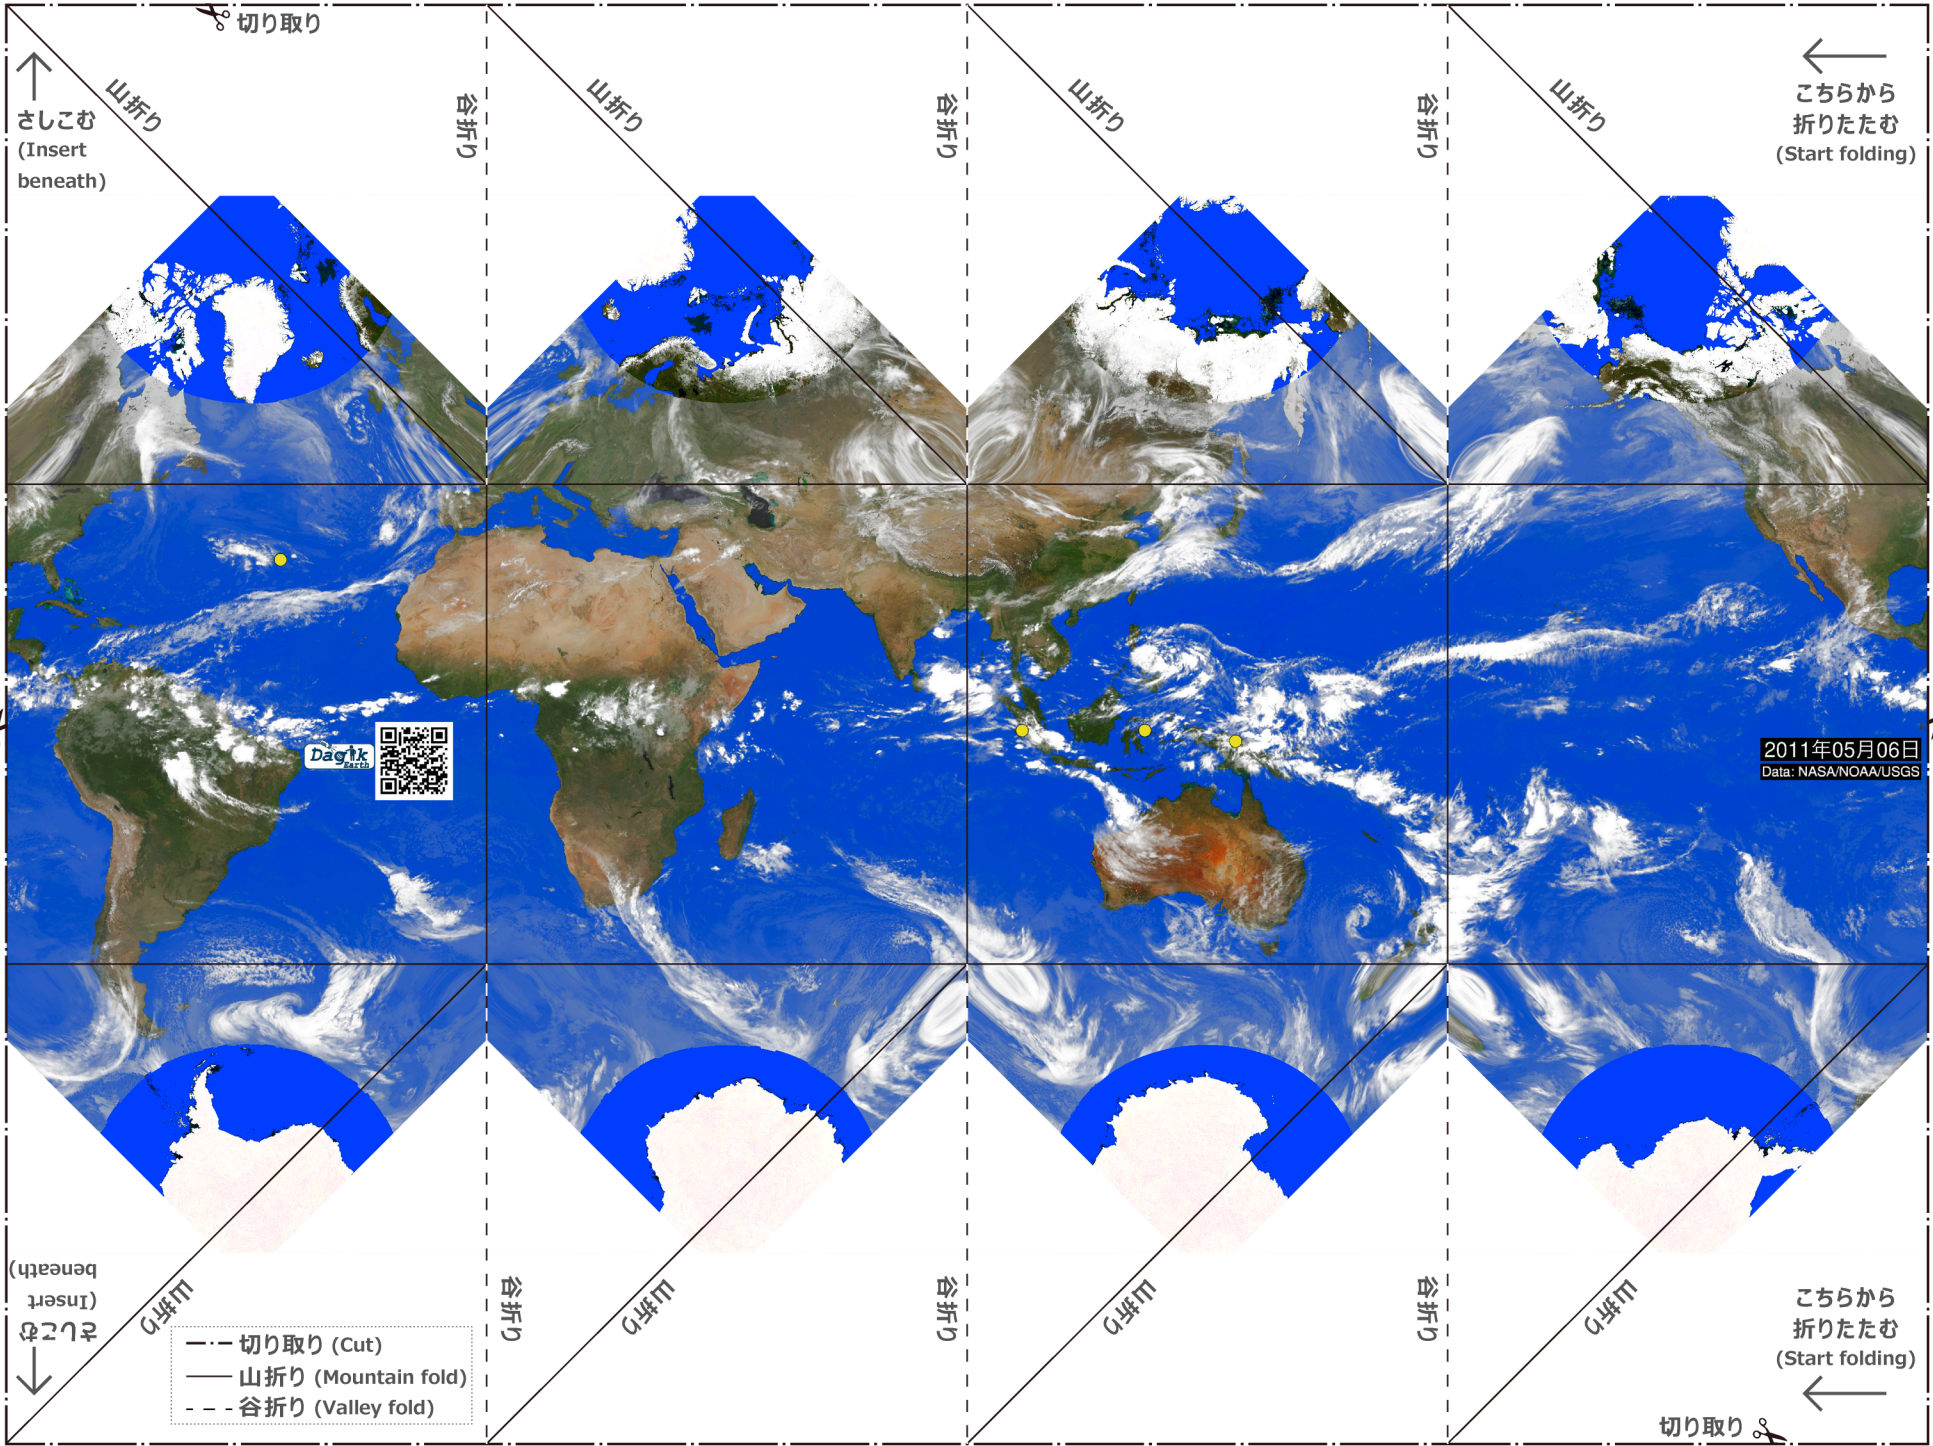 切り取り
山折り
谷折り
山折り
谷折り
山折り
谷折り
山折り
さしこむ
(Insert
beneath)
こちらから
折りたたむ
(Start folding)
Dagik
Earth
2011年05月06日
Data: NASA/NOAA/USGS
さしこむ
(Insert
beneath)
山折り
谷折り
山折り
谷折り
山折り
谷折り
山折り
こちらから
折りたたむ
(Start folding)
切り取り (Cut)
山折り (Mountain fold)
谷折り (Valley fold)
切り取り